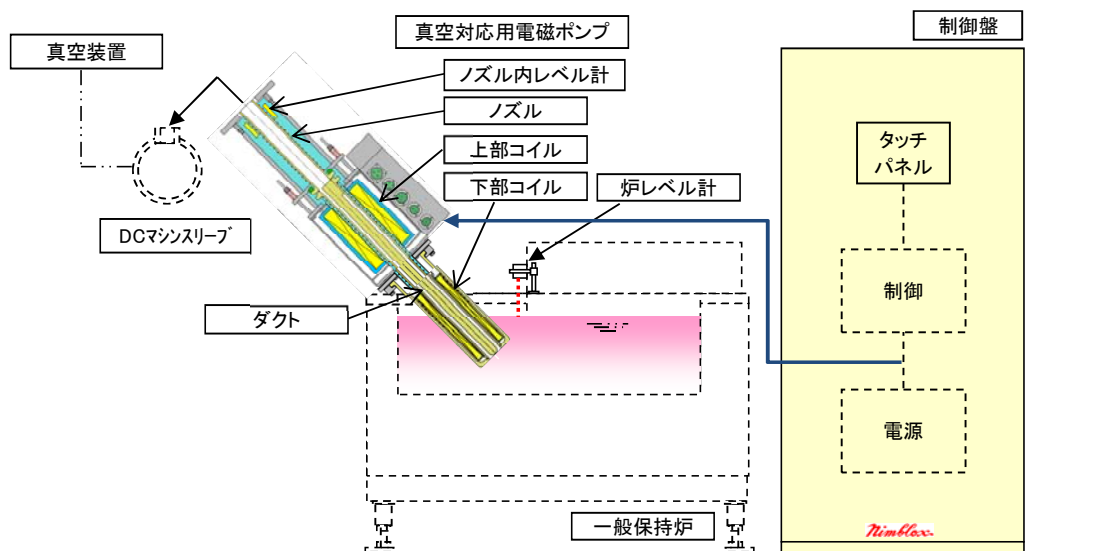 制御盤
真空対応用電磁ポンプ
真空装置
ノズル内レベル計
ノズル
タッチ
パネル
上部コイル
下部コイル
炉レベル計
DCマシンスリーブ
制御
ダクト
電源
一般保持炉
Nimblox